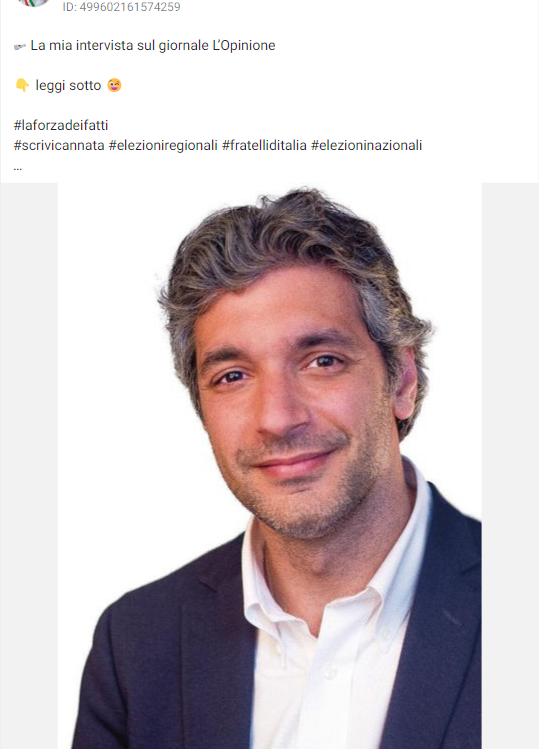 ID: 499602161574259
🗞 La mia intervista sul giornale L'Opinione
👇 leggi sotto 😉
#laforzadeifatti
#scrivicannata #elezioniregionali #fratelliditalia #elezioninazionali
...